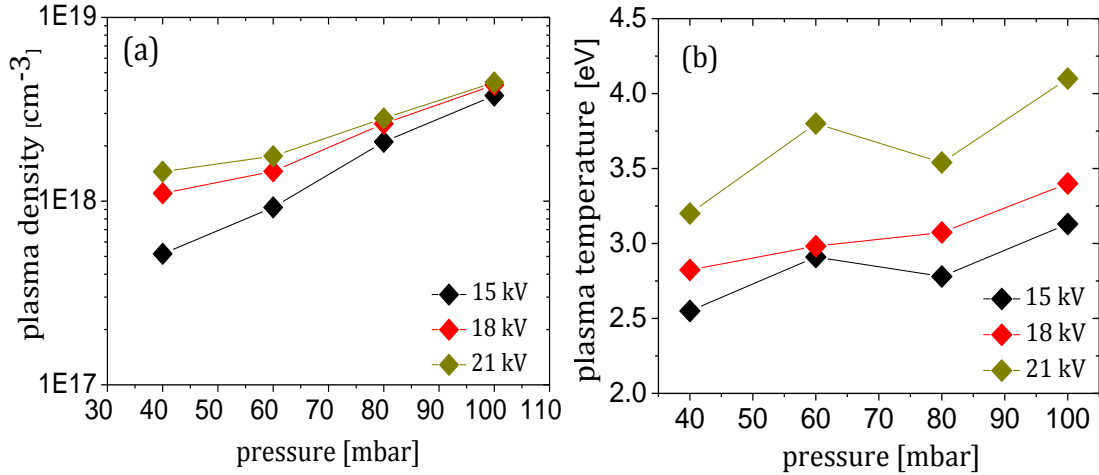 (a)
plasma density [cm-3]
1E19
1E18
1E17
30 40 50 60 70 80 90 100 110
pressure [mbar]
15 kV
18 kV
21 kV
(b)
plasma temperature [eV]
4.5
4.0
3.5
3.0
2.5
2.0
40 50 60 70 80 90 100
pressure [mbar]
15 kV
18 kV
21 kV